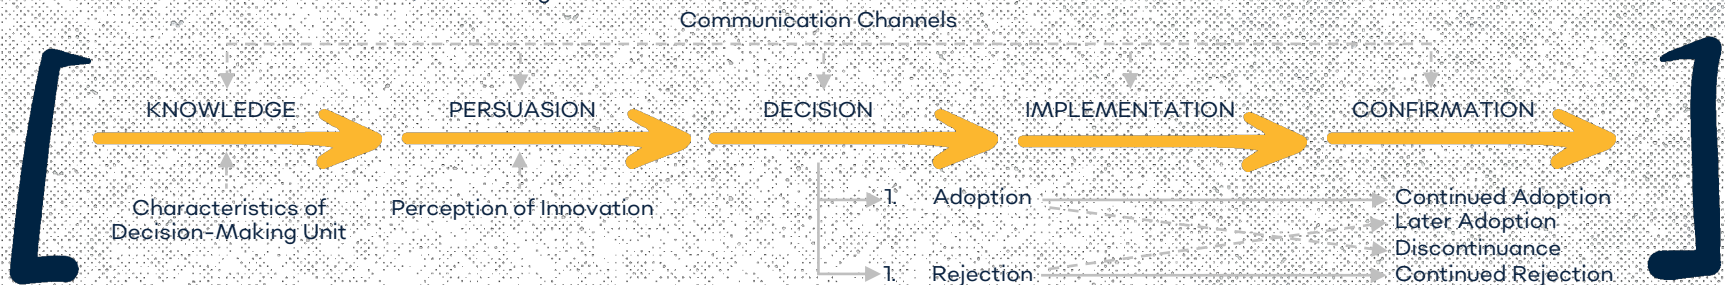 Communication Channels
KNOWLEDGE
PERSUASION
DECISION
IMPLEMENTATION
CONFIRMATION
Characteristics of
Decision-Making Unit
Perception of Innovation
1. Adoption
1. Rejection
Continued Adoption
Later Adoption
Discontinuance
Continued Rejection